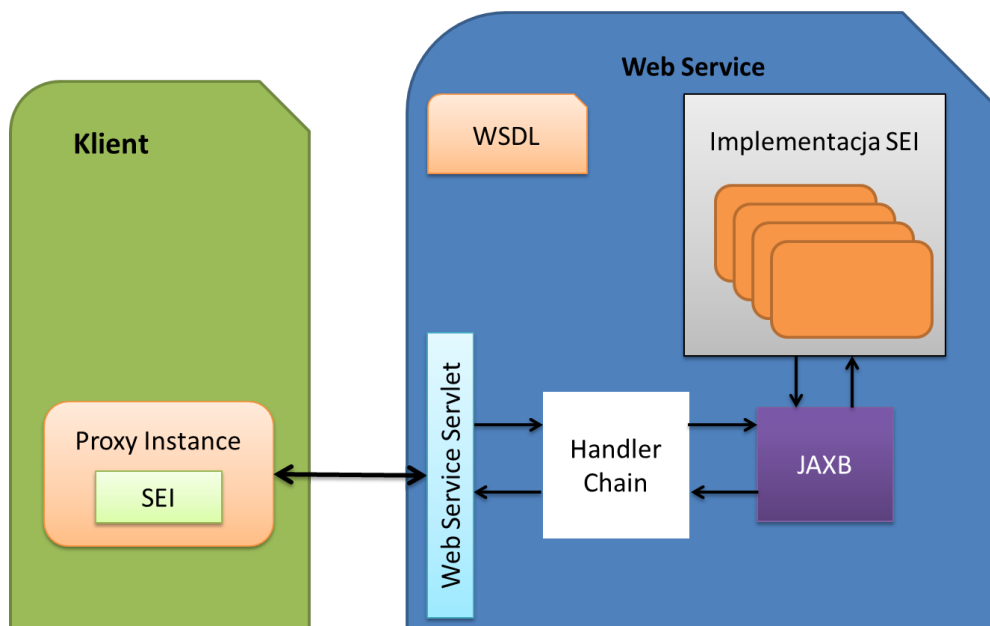 Web Service
Klient
WSDL
Implementacja SEI
Proxy Instance
SEI
Web Service Servlet
Handler
Chain
JAXB